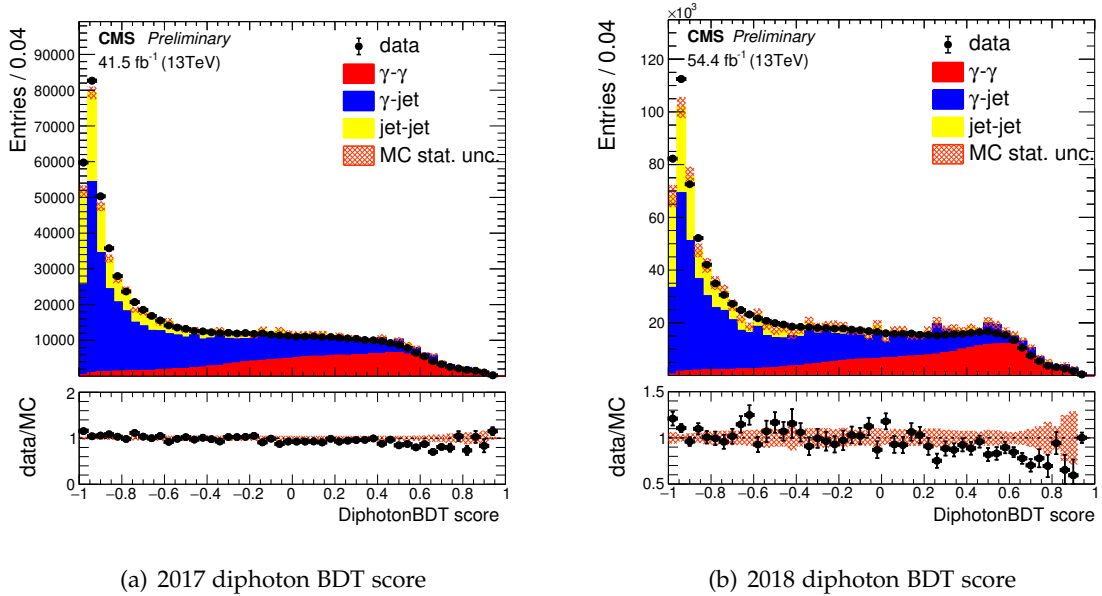 CMS Preliminary
41.5 fb⁻¹ (13TeV)
data
γ-γ
γ-jet
jet-jet
MC stat. unc.
Entries / 0.04
90000
80000
70000
60000
50000
40000
30000
20000
10000
data/MC
2
1
0
−1 −0.8 −0.6 −0.4 −0.2 0 0.2 0.4 0.6 0.8 1
DiphotonBDT score
(a) 2017 diphoton BDT score
×10³
CMS Preliminary
54.4 fb⁻¹ (13TeV)
data
γ-γ
γ-jet
jet-jet
MC stat. unc.
Entries / 0.04
120
100
80
60
40
20
data/MC
1.5
1
0.5
−1 −0.8 −0.6 −0.4 −0.2 0 0.2 0.4 0.6 0.8 1
DiphotonBDT score
(b) 2018 diphoton BDT score